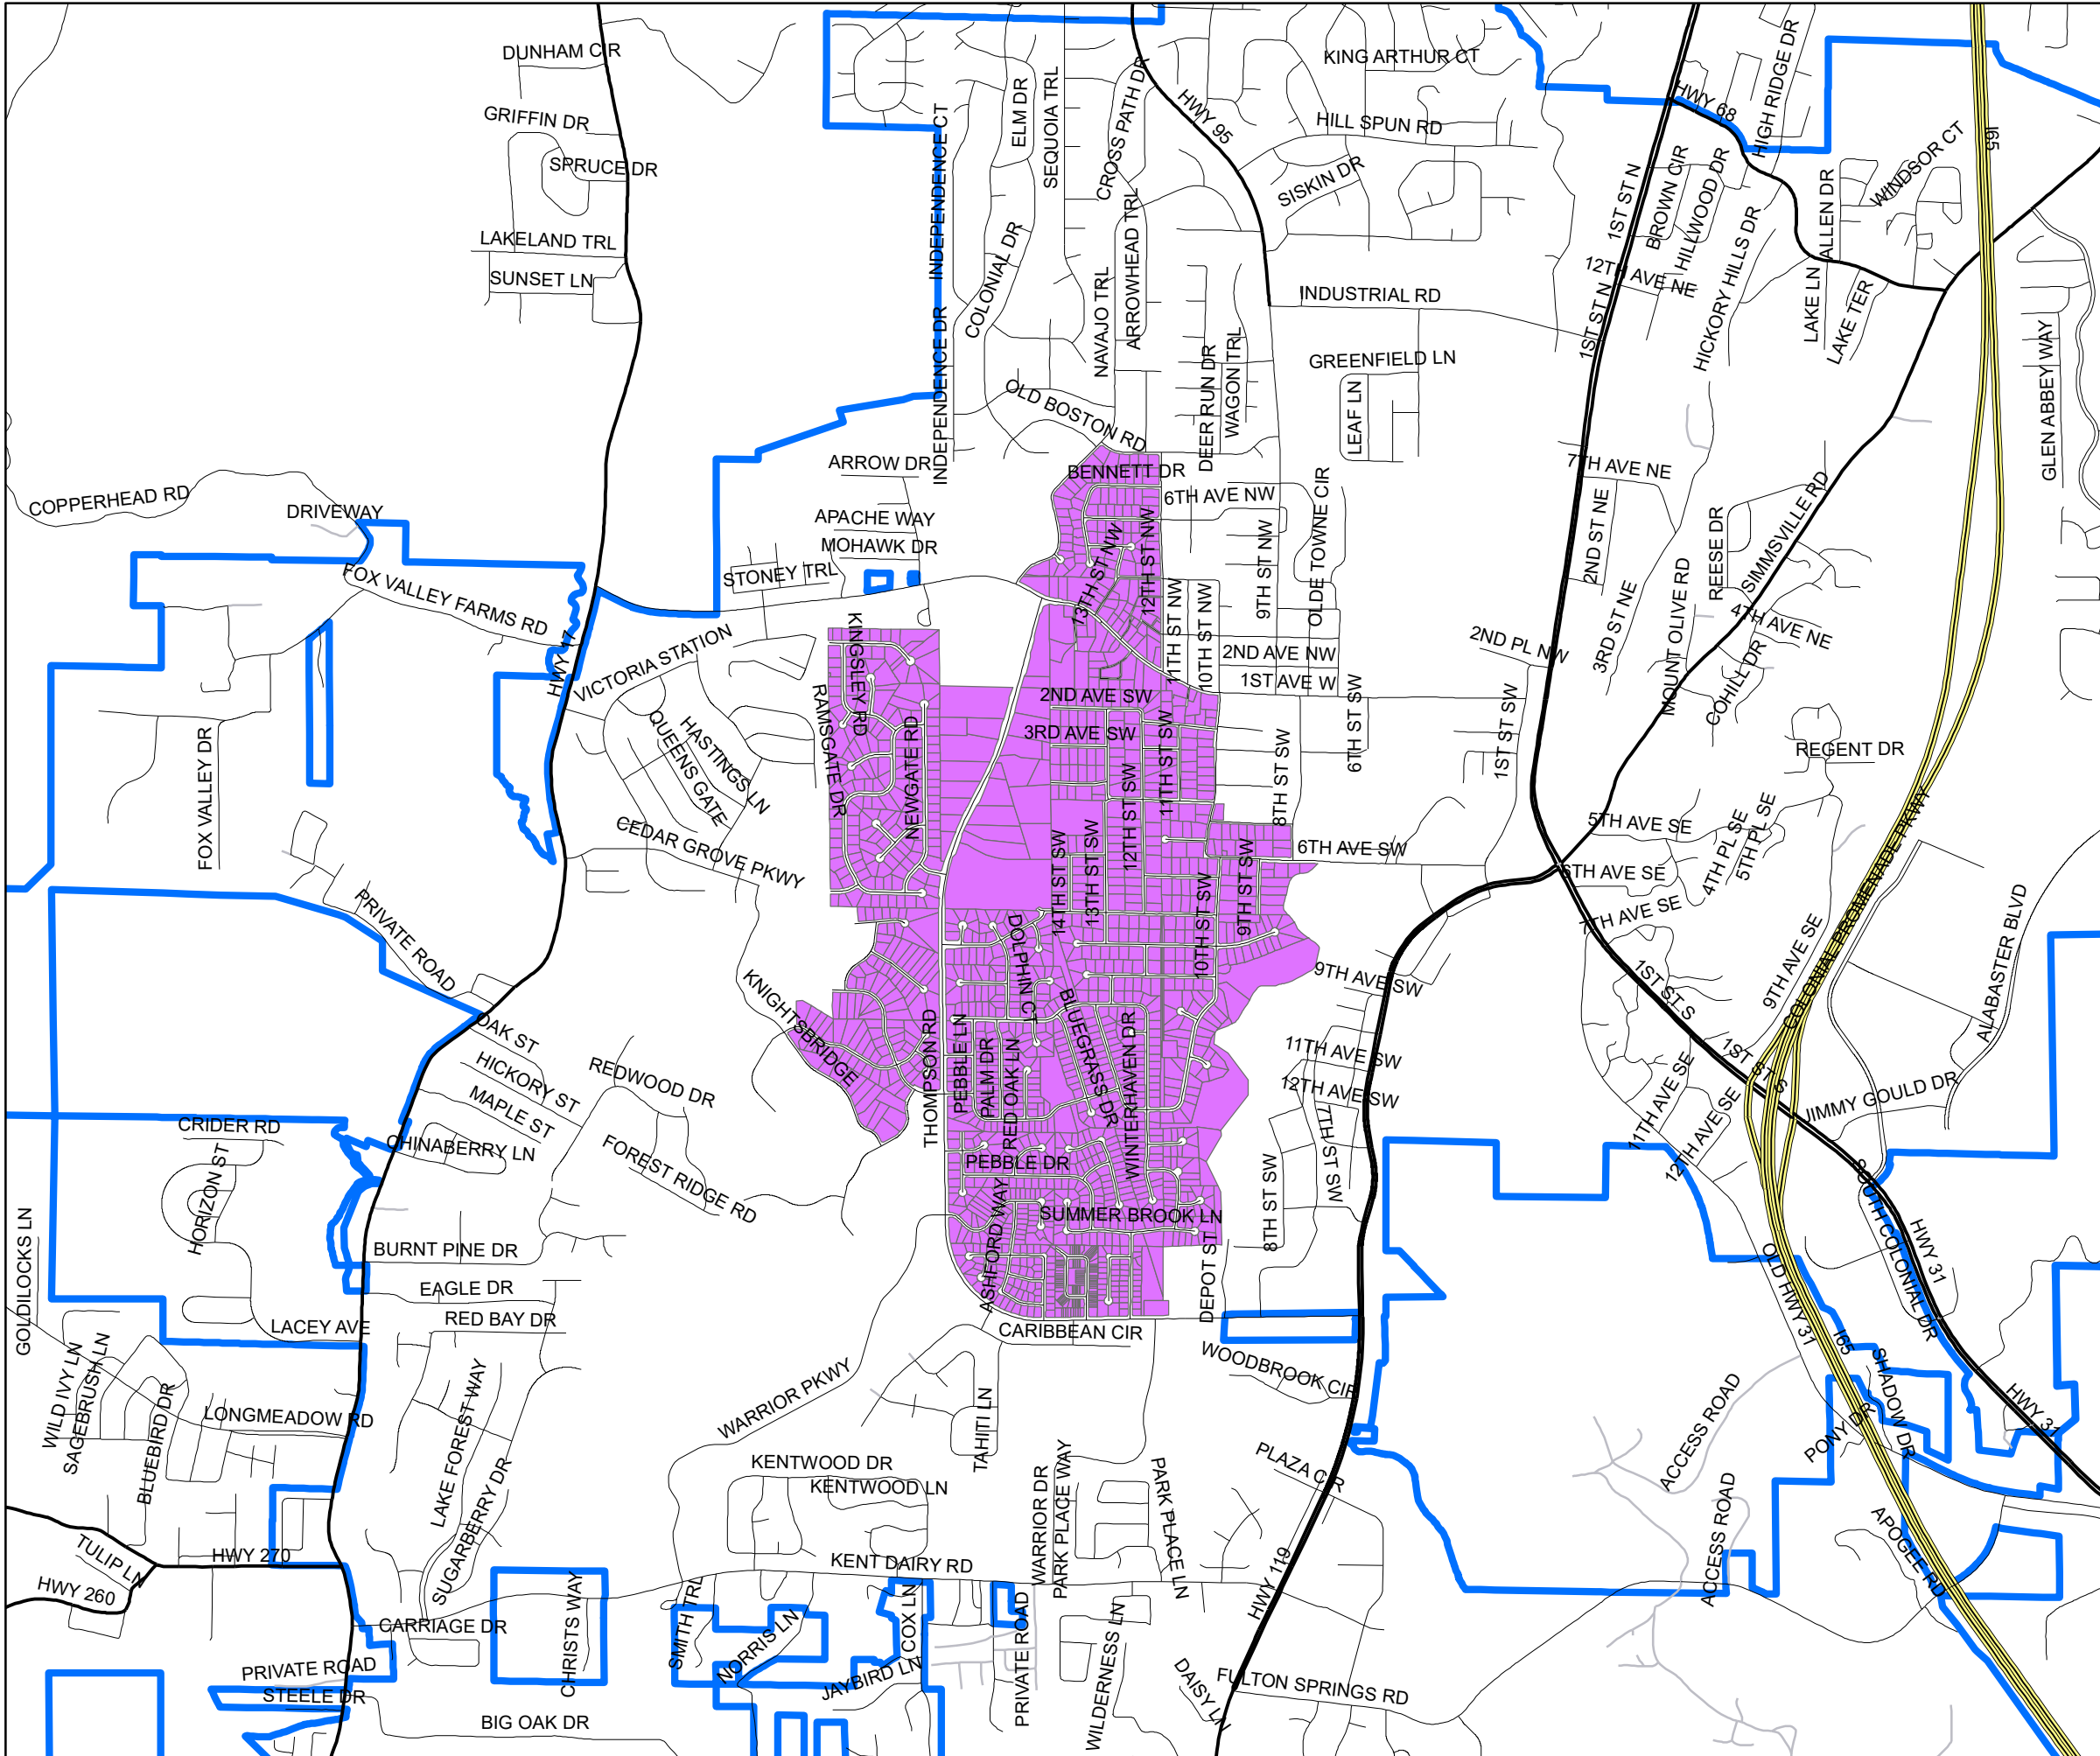 DUNHAM CIR
KING ARTHUR CT
HIGH RIDGE DR
GRIFFIN DR
ELM DR
SEQUOIA TRL
CROSS PATH DR
HWY 95
HWY 68
HILL SPUN RD
I65
SPRUCE DR
INDEPENDENCE CT
SISKIN DR
1ST ST N
BROWN CIR
HILLWOOD DR
ALLEN DR
WINDSOR CT
LAKELAND TRL
COLONIAL DR
ARROWHEAD TRL
HICKORY HILLS DR
SUNSET LN
NAVAJO TRL
INDUSTRIAL RD
12TH AVE NE
1ST ST N
LAKE LN
LAKE TER
INDEPENDENCE DR
DEER RUN DR
WAGON TRL
GREENFIELD LN
GLEN ABBEY WAY
OLD BOSTON RD
LEAF LN
INDEPENDENCE DR
ARROW DR
BENNETT DR
7TH AVE NE
COPPERHEAD RD
DRIVEWAY
6TH AVE NW
OLDE TOWNE CIR
2ND ST NE
REESE DR
SIMMSVILLE RD
APACHE WAY
MOHAWK DR
13TH ST NW
12TH ST NW
9TH ST NW
STONEY TRL
FOX VALLEY FARMS RD
11TH ST NW
10TH ST NW
3RD ST NE
MOUNT OLIVE RD
4TH AVE NE
HWY 17
VICTORIA STATION
KINGSLEY RD
2ND AVE NW
2ND PL NW
1ST AVE W
COHILL DR
RAMSGATE DR
2ND AVE SW
6TH ST SW
1ST ST SW
QUEENS GATE
HASTINGS LN
NEWGATE RD
3RD AVE SW
11TH ST SW
8TH ST SW
REGENT DR
FOX VALLEY DR
12TH ST SW
COLONIAL PROMENADE PKWY
CEDAR GROVE PKWY
14TH ST SW
13TH ST SW
6TH AVE SW
5TH AVE SE
4TH PL SE
5TH PL SE
6TH AVE SE
10TH ST SW
9TH ST SW
7TH AVE SE
PRIVATE ROAD
DOLPHIN CT
9TH AVE SE
ALABASTER BLVD
KNIGHTSBRIDGE
9TH AVE SW
1ST ST S
OAK ST
THOMPSON RD
PEBBLE LN
PALM DR
RED OAK LN
BLUEGRASS DR
WINTERHAVEN DR
HICKORY ST
REDWOOD DR
11TH AVE SW
1ST ST S
MAPLE ST
12TH AVE SW
11TH AVE SE
12TH AVE SE
JIMMY GOULD DR
CRIDER RD
CHINABERRY LN
FOREST RIDGE RD
7TH ST SW
HORIZON ST
PEBBLE DR
8TH ST SW
SOUTH COLONIAL DR
HWY 31
GOLDILOCKS LN
BURNT PINE DR
ASHFORD WAY
SUMMER BROOK LN
DEPOT ST
OLD HWY 31
EAGLE DR
LACEY AVE
RED BAY DR
CARIBBEAN CIR
I65
WILD IVY LN
SAGEBRUSH LN
BLUEBIRD DR
LAKE FOREST WAY
WARRIOR PKWY
WOODBROOK CIR
SHADOW DR
LONGMEADOW RD
TAHITI LN
ACCESS ROAD
PONY DR
HWY 31
KENTWOOD DR
PLAZA CIR
KENTWOOD LN
WARRIOR DR
PARK PLACE WAY
PARK PLACE LN
SUGARBERRY DR
ACCESS ROAD
APOGEE RD
TULIP LN
HWY 270
KENT DAIRY RD
HWY 119
HWY 260
CHRISTS WAY
SMITH TRL
COX LN
CARRIAGE DR
NORRIS LN
PRIVATE ROAD
WILDERNESS LN
PRIVATE ROAD
JAYBIRD LN
DAISY LN
FULTON SPRINGS RD
STEELE DR
BIG OAK DR